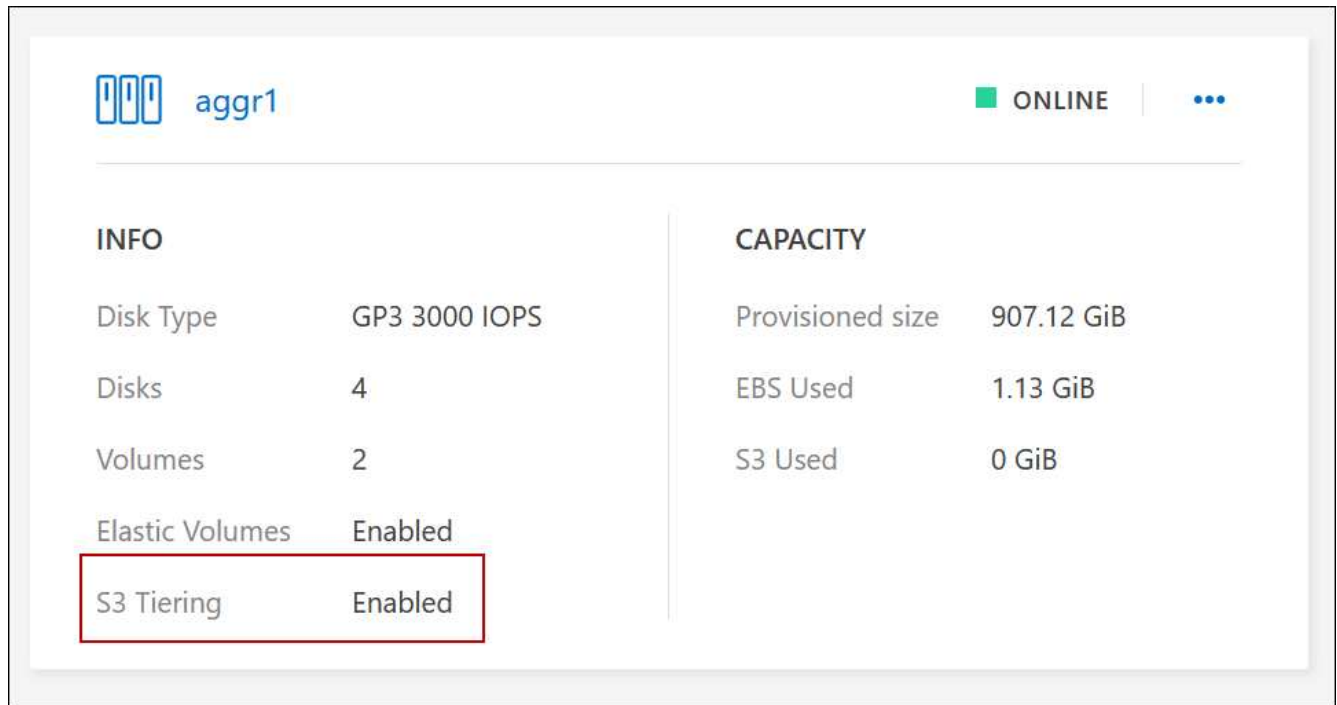 aggr1
ONLINE
INFO
Disk Type GP3 3000 IOPS
Disks 4
Volumes 2
Elastic Volumes Enabled
S3 Tiering Enabled
CAPACITY
Provisioned size 907.12 GiB
EBS Used 1.13 GiB
S3 Used 0 GiB